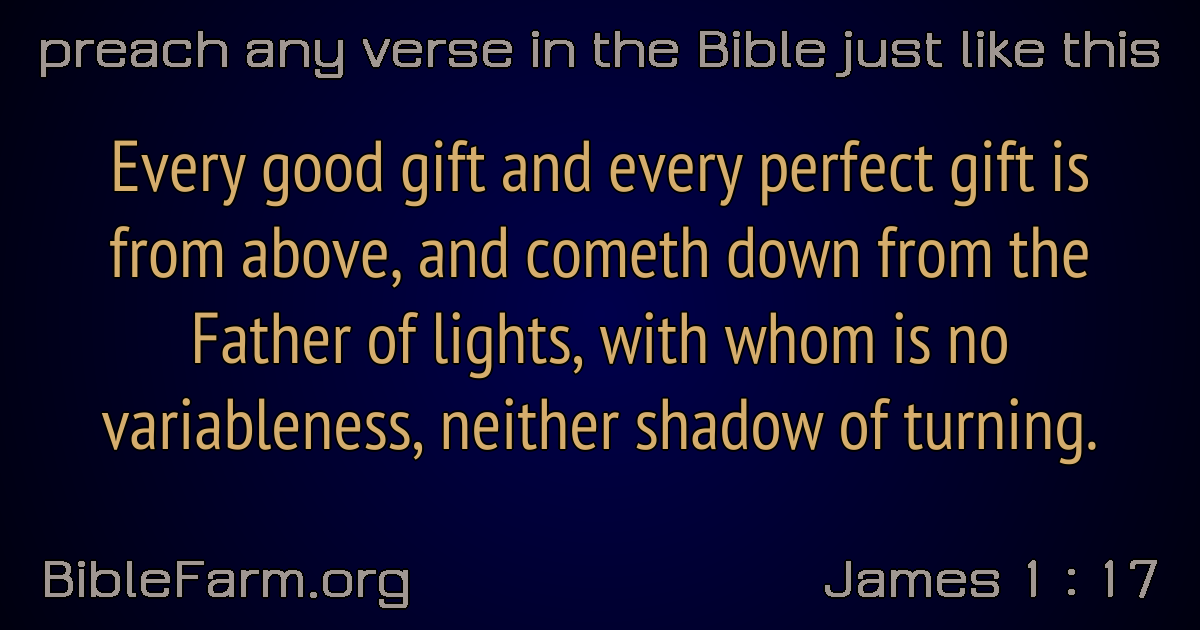 preach any verse in the Bible just like this
Every good gift and every perfect gift is
from above, and cometh down from the
Father of lights, with whom is no
variableness, neither shadow of turning.
BibleFarm.org
James 1 : 17